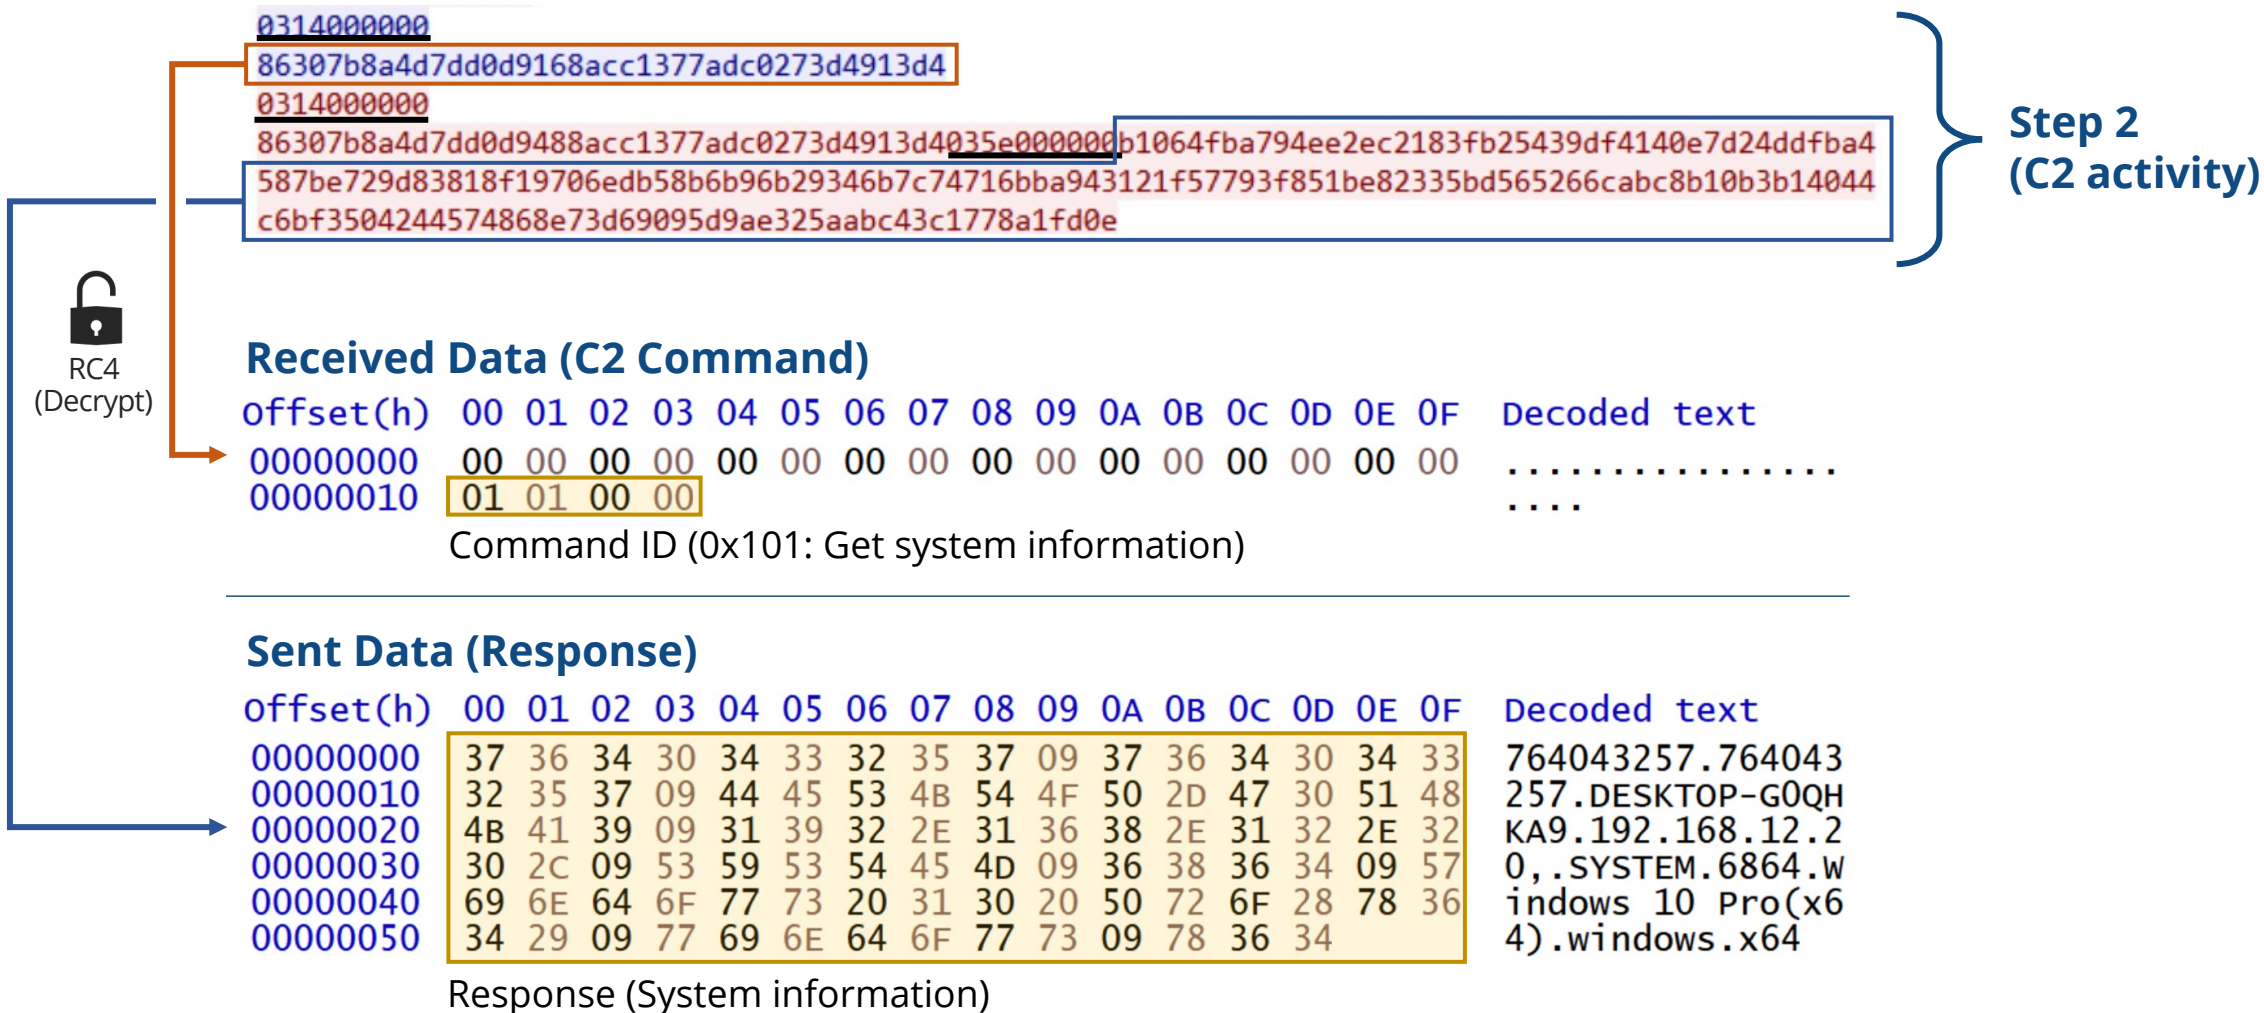 0314000000
86307b8a4d7dd0d9168acc1377adc0273d4913d4
0314000000
86307b8a4d7dd0d9488acc1377adc0273d4913d4035e000000b1064fba794ee2ec2183fb25439df4140e7d24ddfba4
587be729d83818f19706edb58b6b96b29346b7c74716bba943121f57793f851be82335bd565266cabc8b10b3b14044
c6bf3504244574868e73d69095d9ae325aabc43c1778a1fd0e
Step 2
(C2 activity)
RC4
(Decrypt)
Received Data (C2 Command)
Offset(h) 00 01 02 03 04 05 06 07 08 09 0A 0B 0C 0D 0E 0F Decoded text
00000000 00 00 00 00 00 00 00 00 00 00 00 00 00 00 00 00 ................
00000010 01 01 00 00 ....
Command ID (0x101: Get system information)
Sent Data (Response)
Offset(h) 00 01 02 03 04 05 06 07 08 09 0A 0B 0C 0D 0E 0F Decoded text
00000000 37 36 34 30 34 33 32 35 37 09 37 36 34 30 34 33 764043257.764043
00000010 32 35 37 09 44 45 53 4B 54 4F 50 2D 47 30 51 48 257.DESKTOP-G0QH
00000020 4B 41 39 09 31 39 32 2E 31 36 38 2E 31 32 2E 32 KA9.192.168.12.2
00000030 30 2C 09 53 59 53 54 45 4D 09 36 38 36 34 09 57 0,.SYSTEM.6864.W
00000040 69 6E 64 6F 77 73 20 31 30 20 50 72 6F 28 78 36 indows 10 Pro(x6
00000050 34 29 09 77 69 6E 64 6F 77 73 09 78 36 34 4).windows.x64
Response (System information)